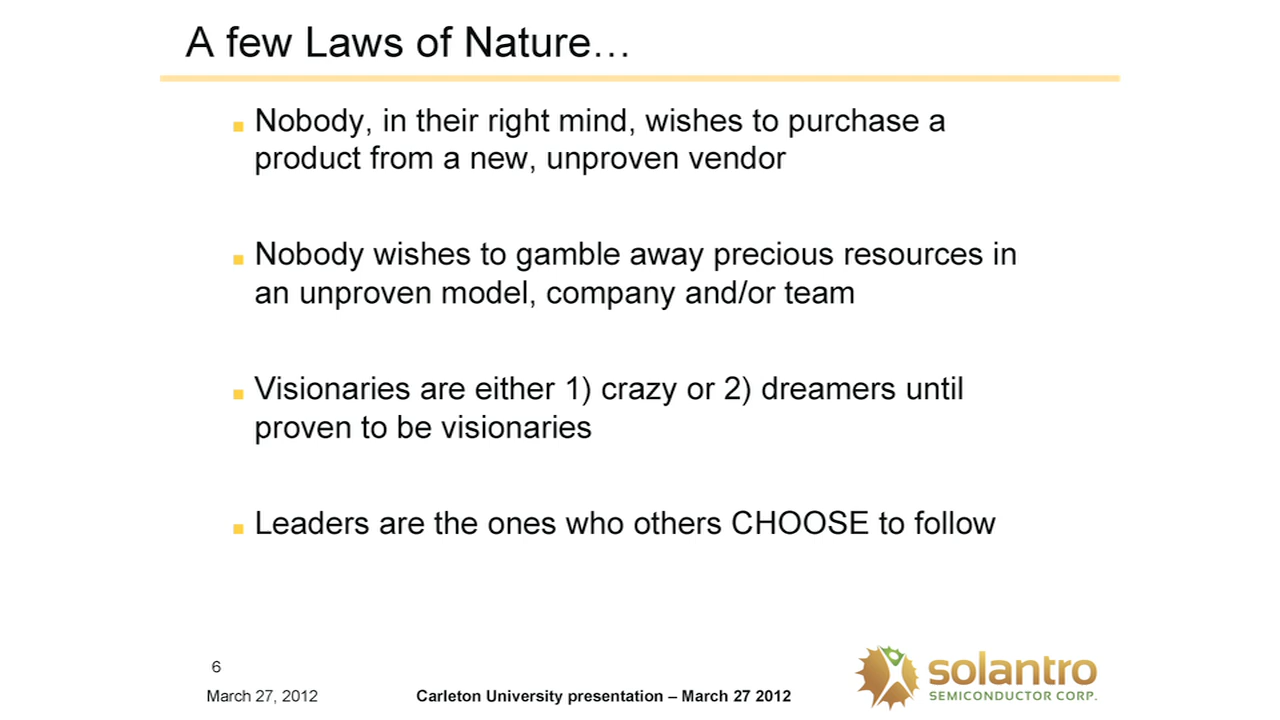 A few Laws of Nature…
Nobody, in their right mind, wishes to purchase a
product from a new, unproven vendor
Nobody wishes to gamble away precious resources in
an unproven model, company and/or team
Visionaries are either 1) crazy or 2) dreamers until
proven to be visionaries
Leaders are the ones who others CHOOSE to follow
6
March 27, 2012
Carleton University presentation – March 27 2012
solantro
SEMICONDUCTOR CORP.